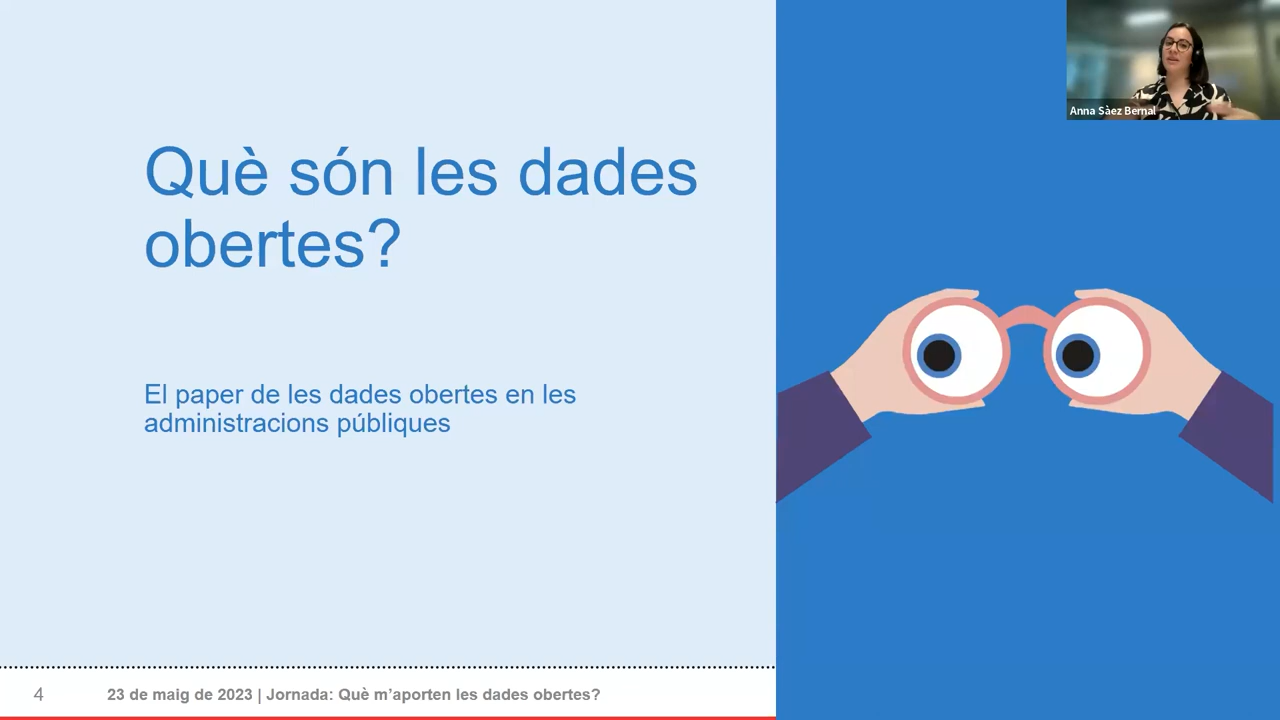 Què són les dades
obertes?
El paper de les dades obertes en les
administracions públiques
4
23 de maig de 2023 | Jornada: Què m’aporten les dades obertes?
Anna Sàez Bernal